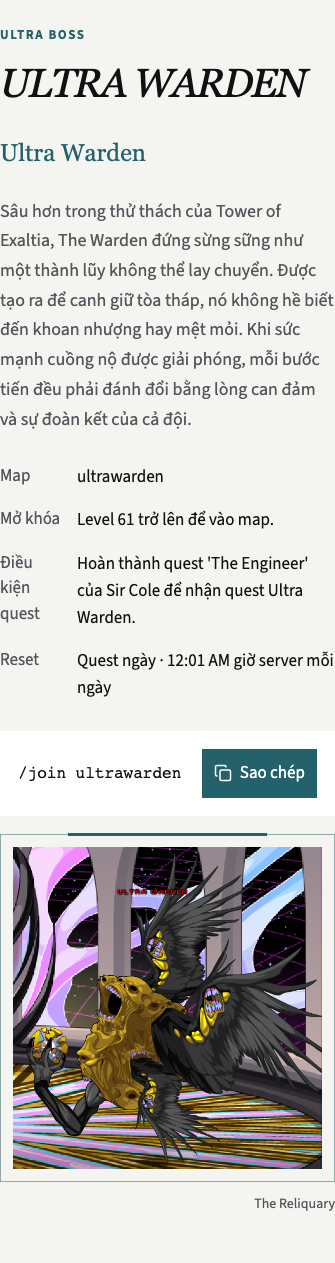 ULTRA BOSS
ULTRA WARDEN
Ultra Warden
Sâu hơn trong thử thách của Tower of
Exaltia, The Warden đứng sừng sững như
một thành lũy không thể lay chuyển. Được
tạo ra để canh giữ tòa tháp, nó không hề biết
đến khoan nhượng hay mệt mỏi. Khi sức
mạnh cuồng nộ được giải phóng, mỗi bước
tiến đều phải đánh đổi bằng lòng can đảm
và sự đoàn kết của cả đội.
Map
ultrawarden
Mở khóa
Level 61 trở lên để vào map.
Điều
kiện
quest
Hoàn thành quest 'The Engineer'
của Sir Cole để nhận quest Ultra
Warden.
Reset
Quest ngày · 12:01 AM giờ server mỗi
ngày
/join ultrawarden
Sao chép
ULTRA WARDEN
The Reliquary